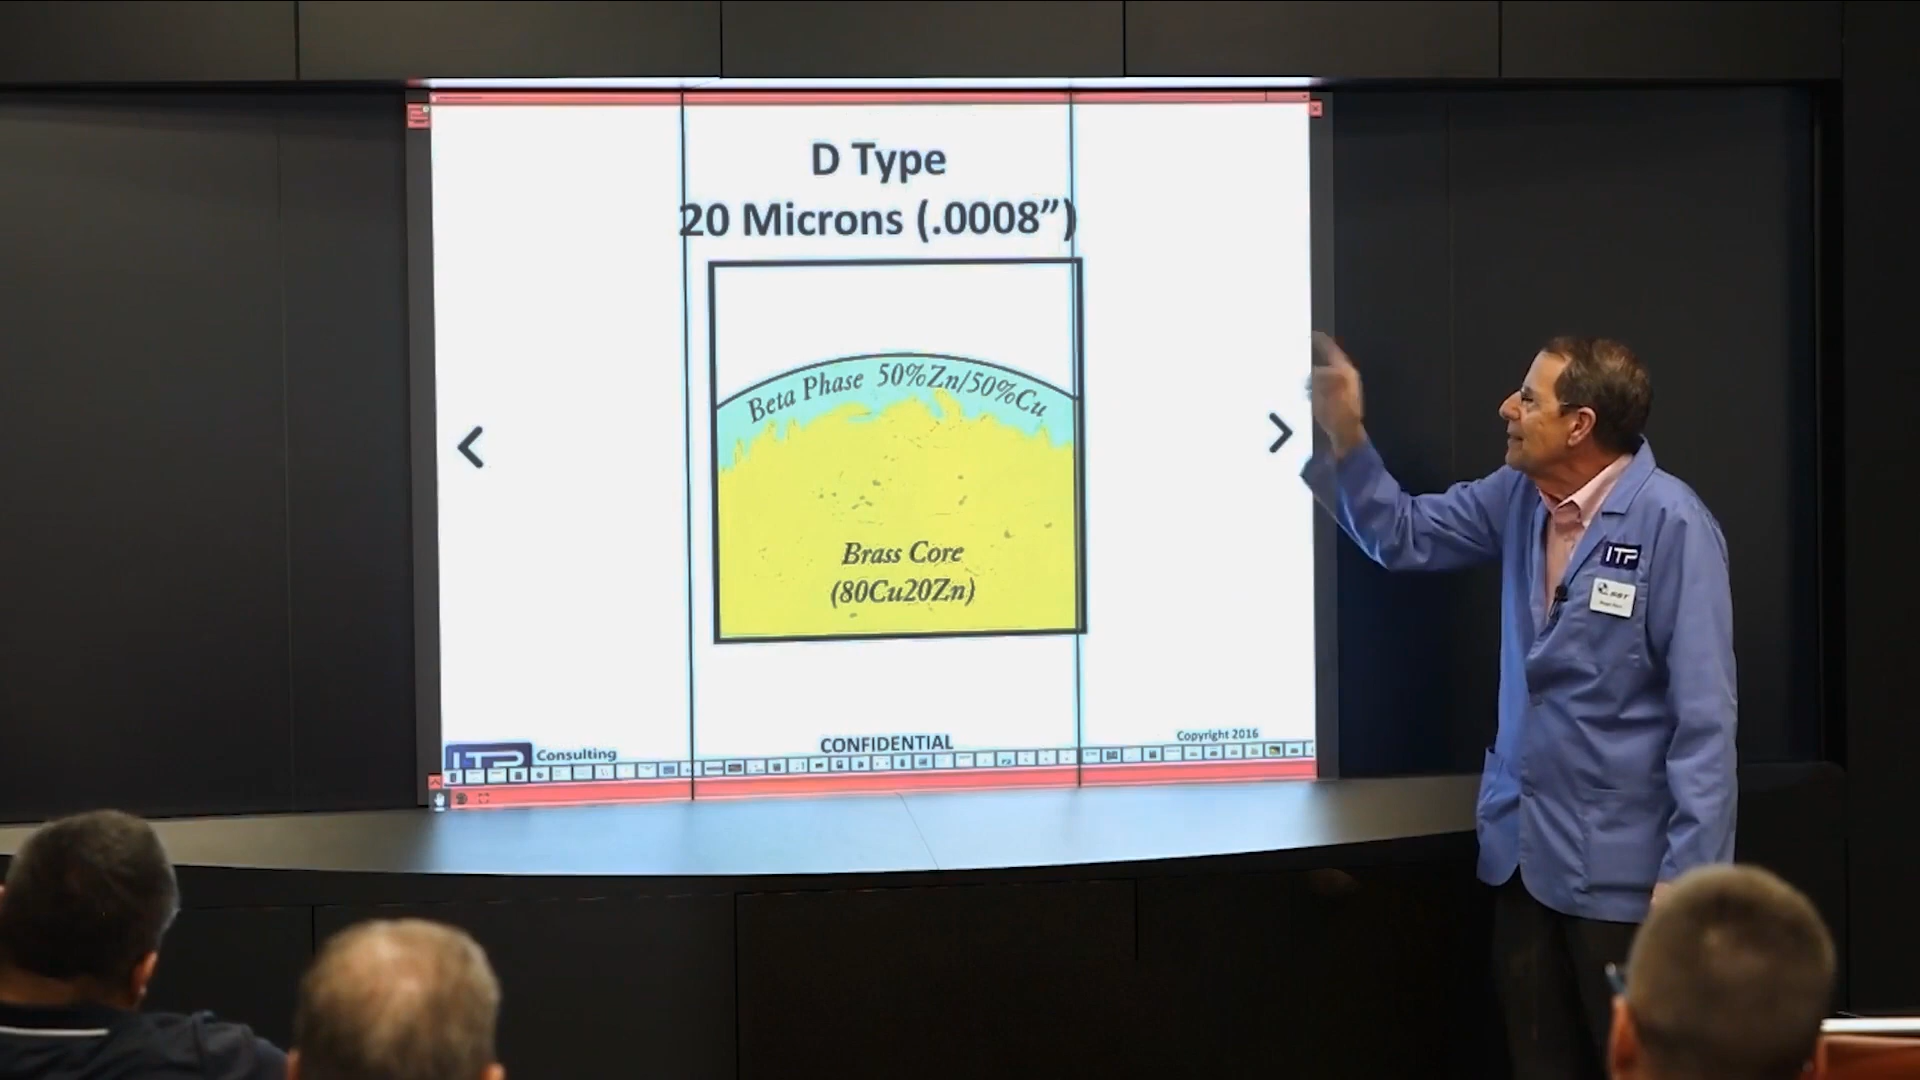 D Type
20 Microns (.0008”)
Beta Phase 50%Zn/50%Cu
Brass Core
(80Cu20Zn)
CONFIDENTIAL
Copyright 2016
ITP Consulting
ITP
SST